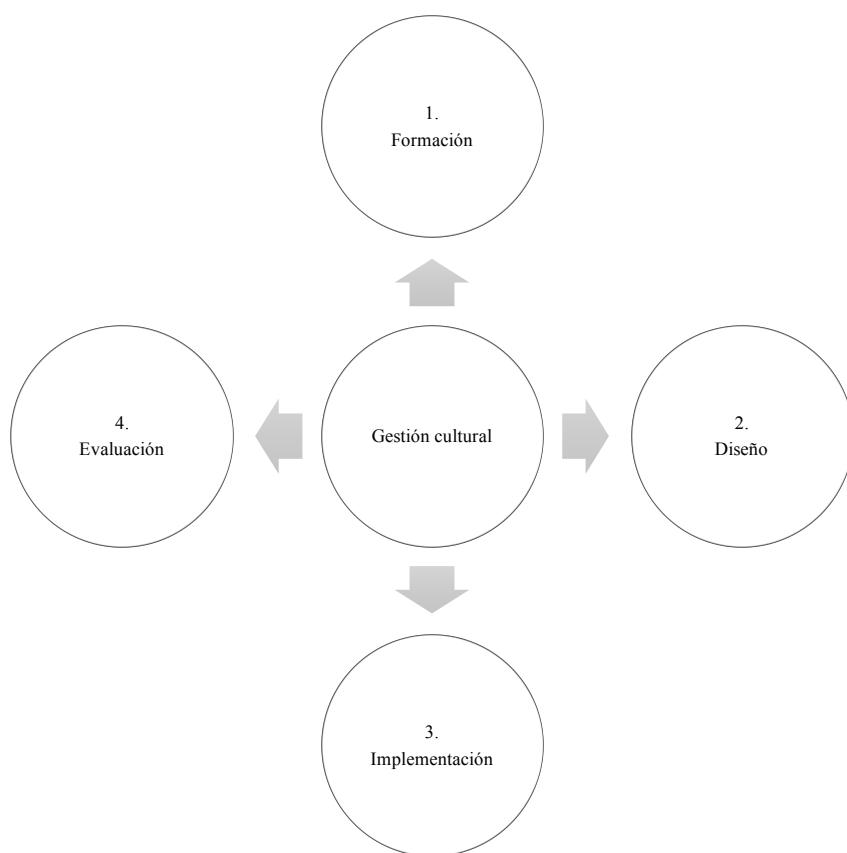 1.
Formación
4.
Evaluación
Gestión cultural
2.
Diseño
3.
Implementación